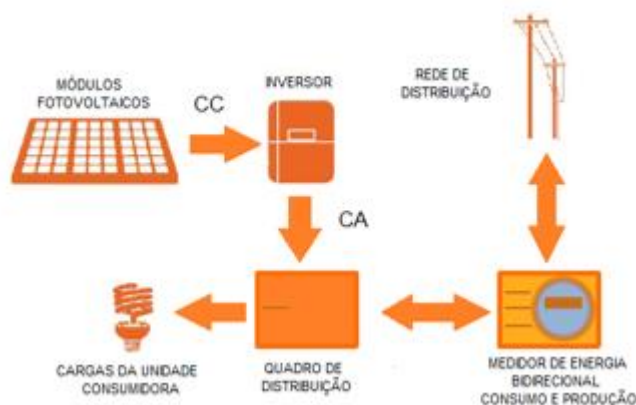 MÓDULOS
FOTOVOLTAICOS
CC
INVERSOR
REDE DE
DISTRIBUIÇÃO
CA
CARGAS DA UNIDADE
CONSUMIDORA
QUADRO DE
DISTRIBUIÇÃO
MEDIDOR DE ENERGIA
BIDIRECIONAL
CONSUMO E PRODUÇÃO